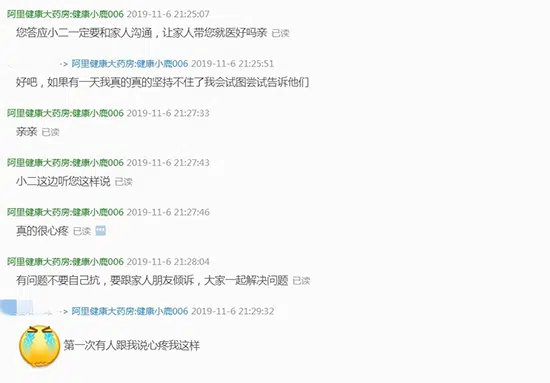 阿里健康大药房:健康小鹿006 2019-11-6 21:25:07
您答应小二一定要和家人沟通，让家人带您就医好吗亲 已读
-> 阿里健康大药房:健康小鹿006 2019-11-6 21:25:51
好吧，如果有一天我真的真的坚持不住了我会试图尝试告诉他们
阿里健康大药房:健康小鹿006 2019-11-6 21:27:33
亲亲 已读
阿里健康大药房:健康小鹿006 2019-11-6 21:27:43
小二这边听您这样说 已读
阿里健康大药房:健康小鹿006 2019-11-6 21:27:46
真的很心疼 已读
阿里健康大药房:健康小鹿006 2019-11-6 21:28:04
有问题不要自己坑，要跟家人朋友倾诉，大家一起解决问题 已读
-> 阿里健康大药房:健康小鹿006 2019-11-6 21:29:32
第一次有人跟我说心疼我这样